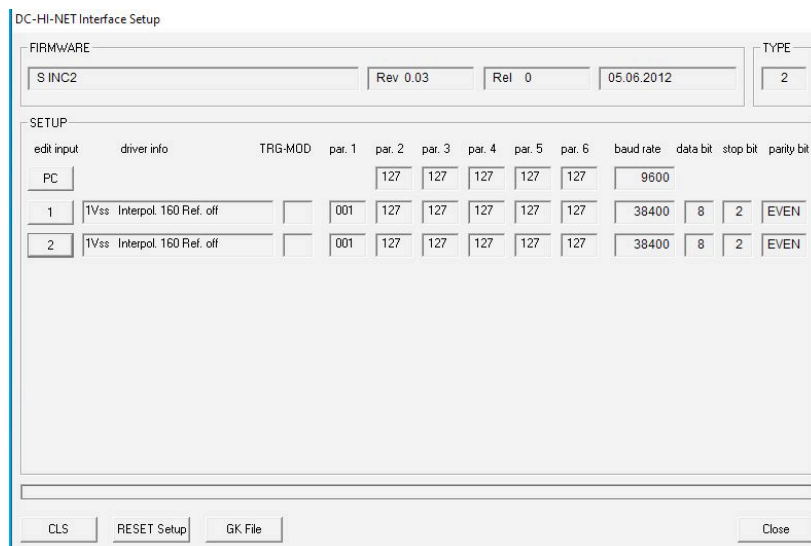 DC-HI-NET Interface Setup
FIRMWARE TYPE
S INC2 Rev 0.03 Rel 0 05.06.2012 2
SETUP
edit input driver info TRG-MOD par. 1 par. 2 par. 3 par. 4 par. 5 par. 6 baud rate data bit stop bit parity bit
PC 127 127 127 127 127 9600
1 1Vss Interpol. 160 Ref. off 001 127 127 127 127 127 38400 8 2 EVEN
2 1Vss Interpol. 160 Ref. off 001 127 127 127 127 127 38400 8 2 EVEN
CLS RESET Setup GK File Close